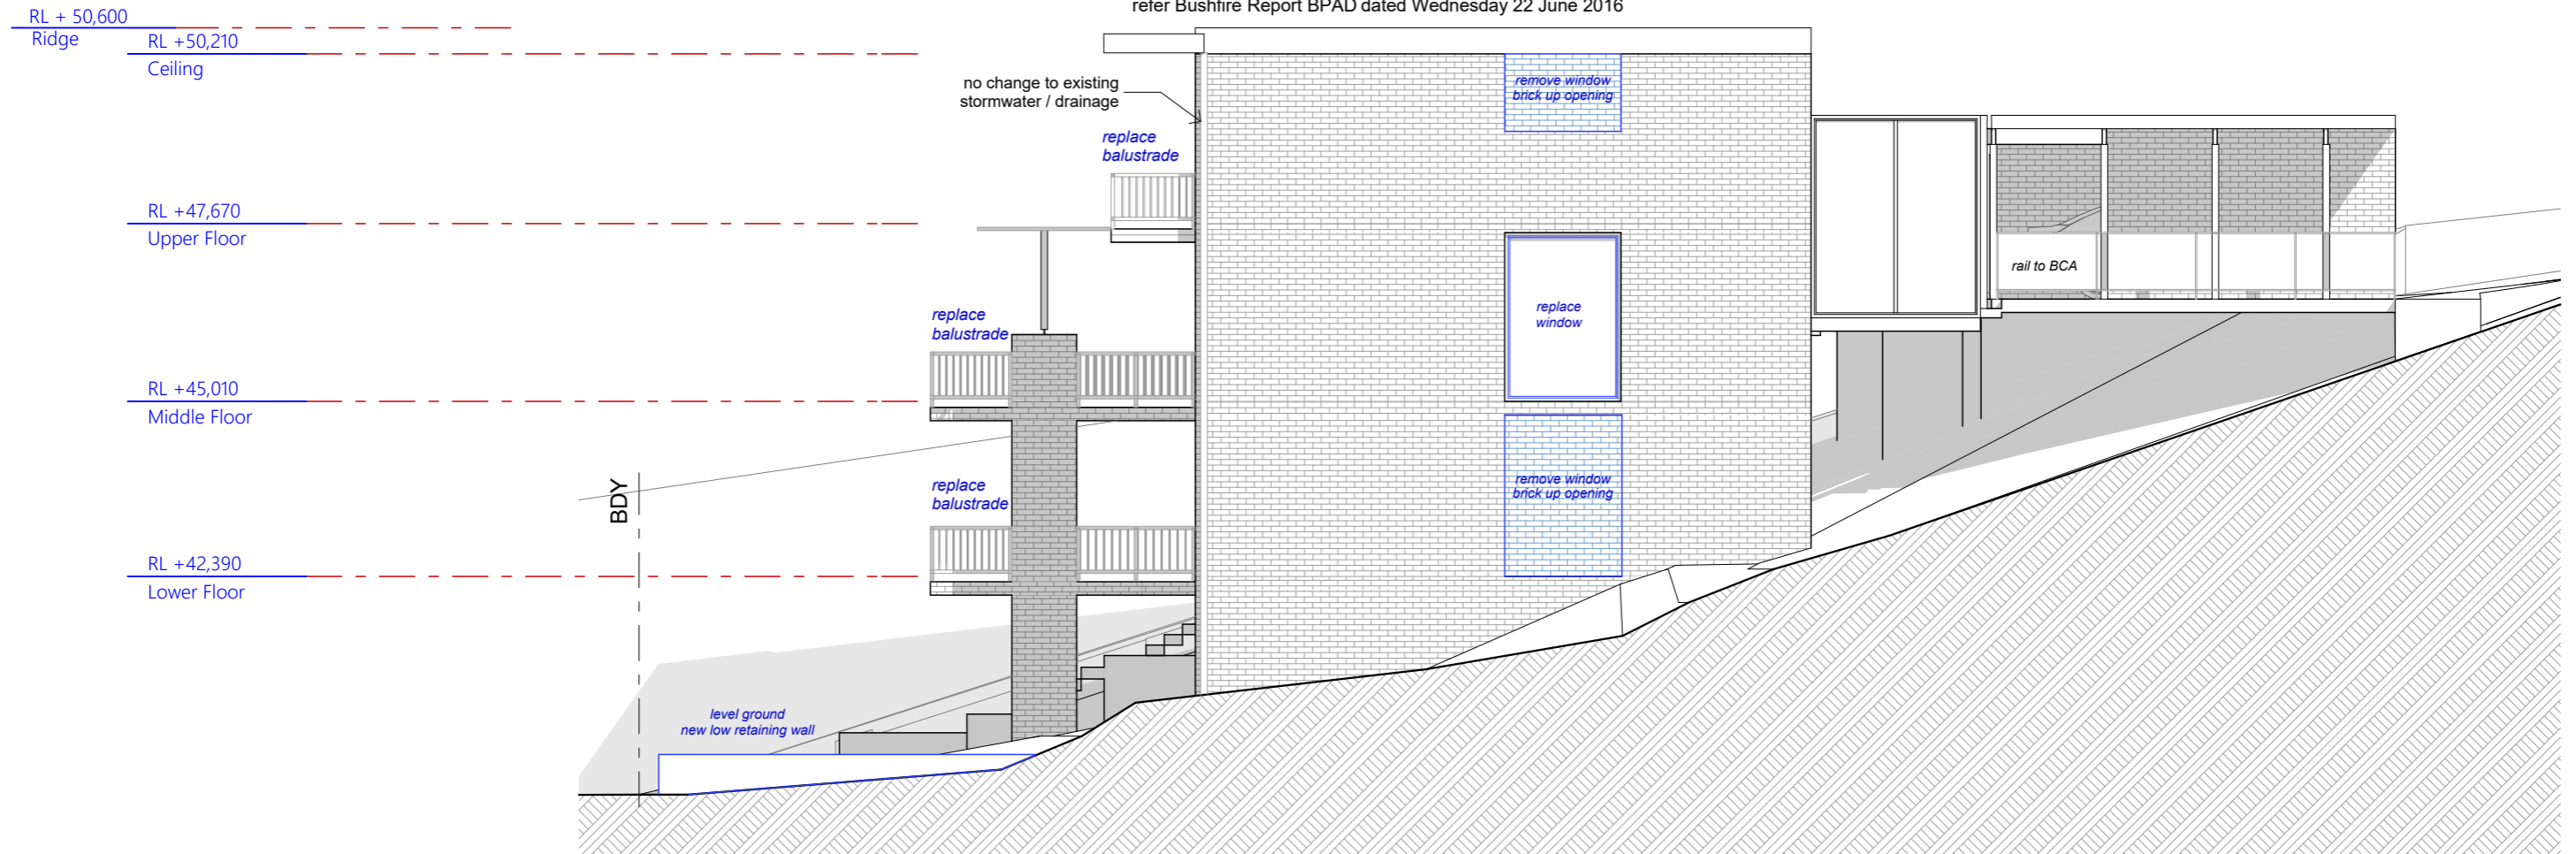 refer Bushfire Report BPAD dated Wednesday 22 June 2016
RL + 50,600
Ridge
RL +50,210
Ceiling
no change to existing
stormwater / drainage
remove window
brick up opening
replace
balustrade
RL +47,670
Upper Floor
rail to BCA
replace
window
replace
balustrade
RL +45,010
Middle Floor
remove window
brick up opening
replace
balustrade
BDY
RL +42,390
Lower Floor
level ground
new low retaining wall